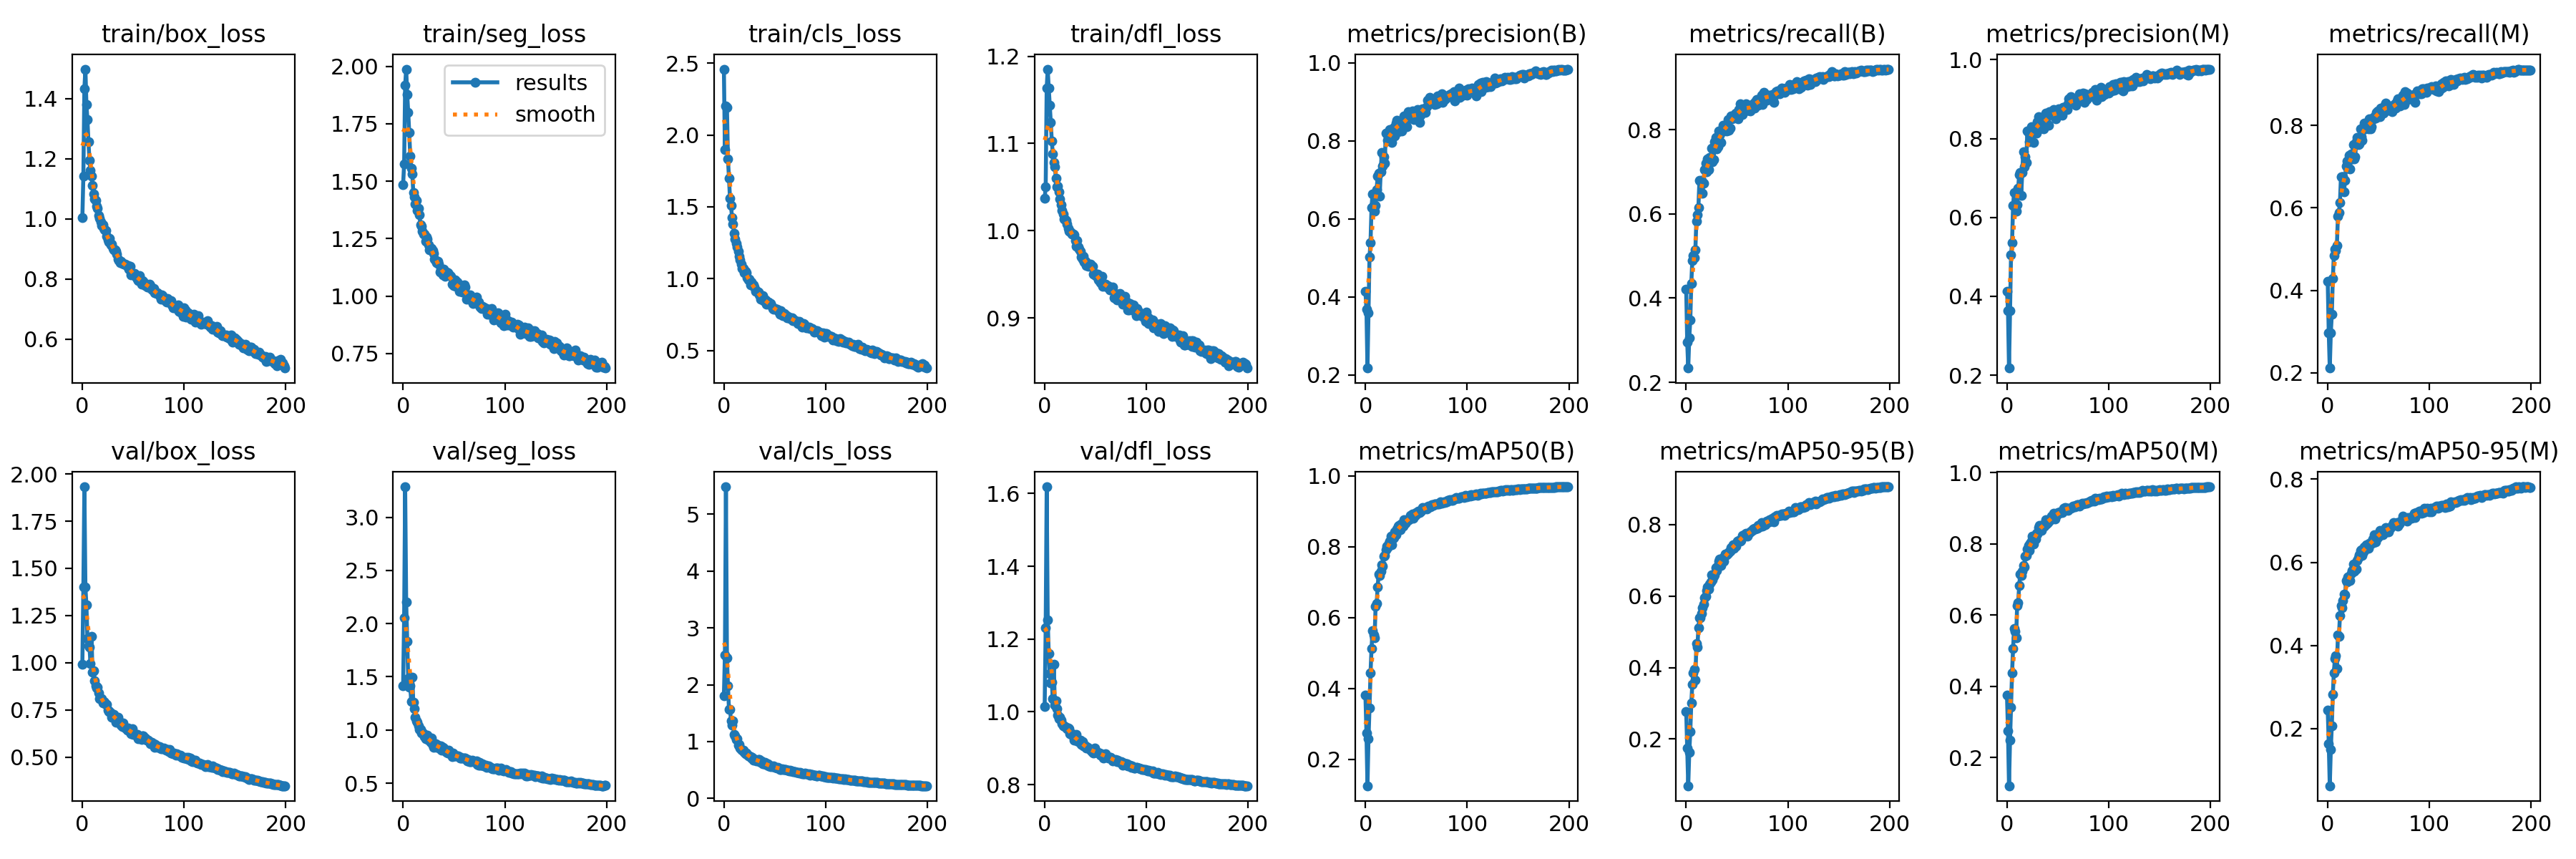 train/box_loss
train/seg_loss
train/cls_loss
train/dfl_loss
metrics/precision(B)
metrics/recall(B)
metrics/precision(M)
metrics/recall(M)
1.4
1.2
1.0
0.8
0.6
0 100 200
2.00
1.75
1.50
1.25
1.00
0.75
0 100 200
results
smooth
2.5
2.0
1.5
1.0
0.5
0 100 200
1.2
1.1
1.0
0.9
0 100 200
1.0
0.8
0.6
0.4
0.2
0 100 200
0.8
0.6
0.4
0.2
0 100 200
1.0
0.8
0.6
0.4
0.2
0 100 200
0.8
0.6
0.4
0.2
0 100 200
val/box_loss
val/seg_loss
val/cls_loss
val/dfl_loss
metrics/mAP50(B)
metrics/mAP50-95(B)
metrics/mAP50(M)
metrics/mAP50-95(M)
2.00
1.75
1.50
1.25
1.00
0.75
0.50
0 100 200
3.0
2.5
2.0
1.5
1.0
0.5
0 100 200
5
4
3
2
1
0
0 100 200
1.6
1.4
1.2
1.0
0.8
0 100 200
1.0
0.8
0.6
0.4
0.2
0 100 200
0.8
0.6
0.4
0.2
0 100 200
1.0
0.8
0.6
0.4
0.2
0 100 200
0.8
0.6
0.4
0.2
0 100 200